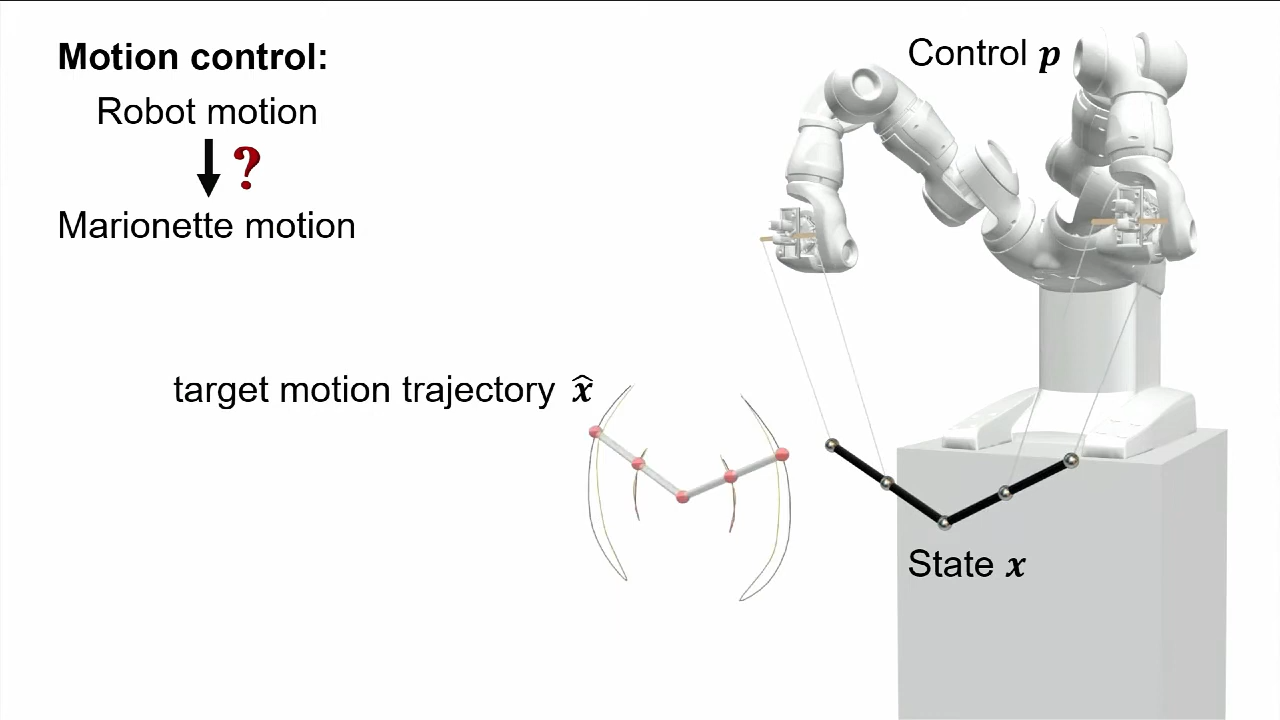 Motion control:
Control p
Robot motion
?
Marionette motion
target motion trajectory x̂
State x